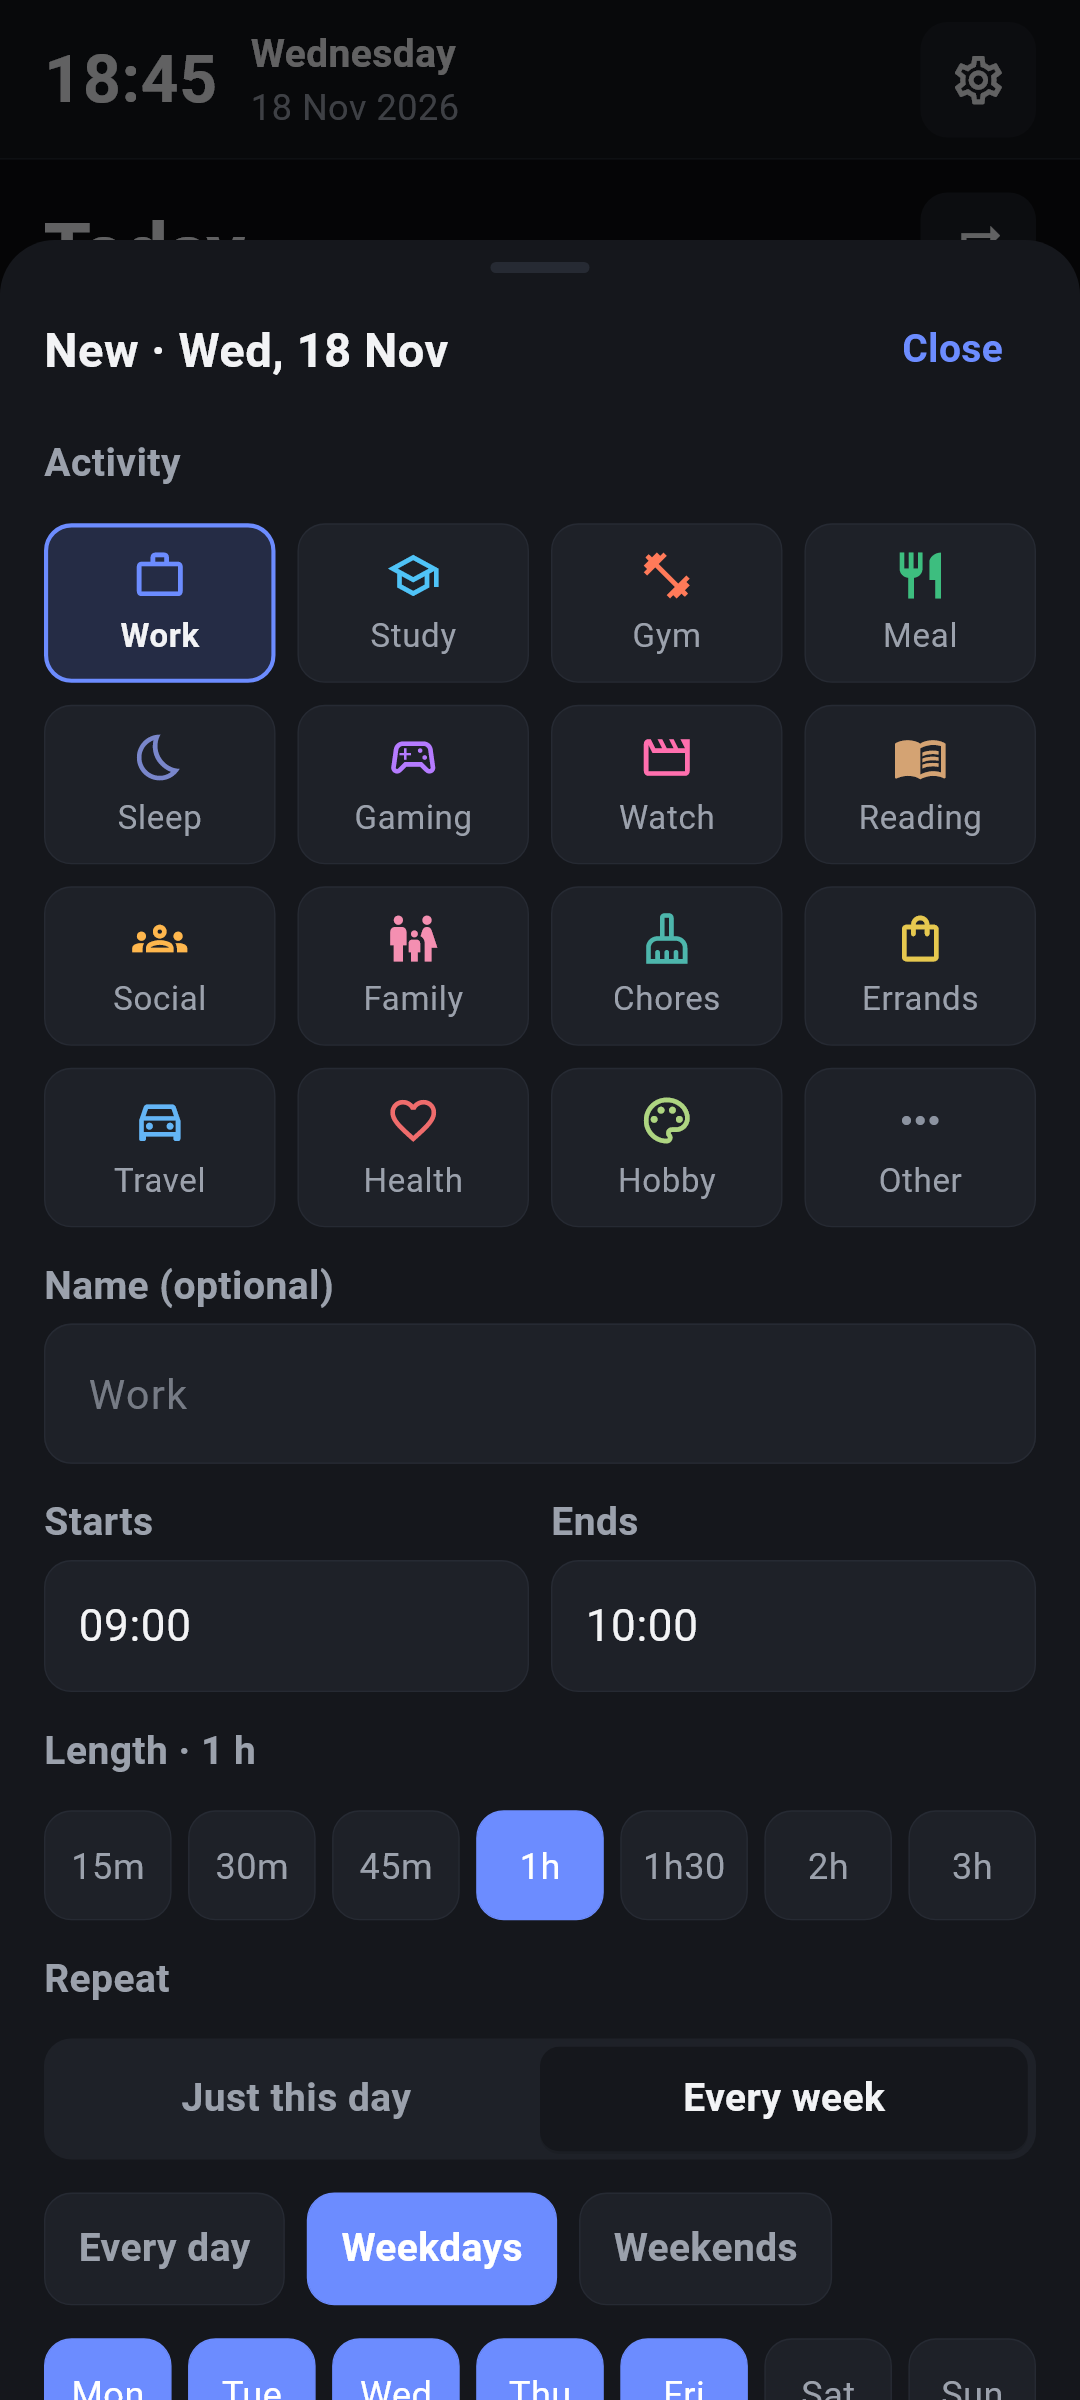 18:45
Wednesday
18 Nov 2026
Today
New · Wed, 18 Nov
Close
Activity
Work
Study
Gym
Meal
Sleep
Gaming
Watch
Reading
Social
Family
Chores
Errands
Travel
Health
Hobby
Other
Name (optional)
Work
Starts
Ends
09:00
10:00
Length · 1 h
15m
30m
45m
1h
1h30
2h
3h
Repeat
Just this day
Every week
Every day
Weekdays
Weekends
Mon
Tue
Wed
Thu
Fri
Sat
Sun